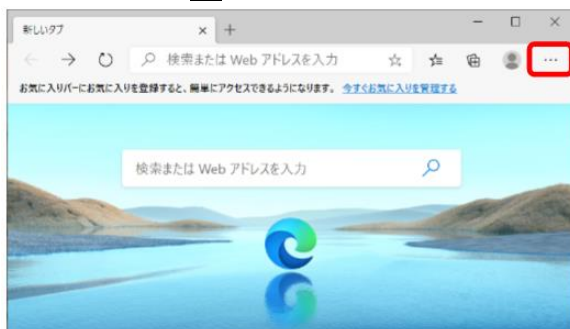 新しいタブ
検索または Web アドレスを入力
お気に入りバーにお気に入りを登録すると、簡単にアクセスできるようになります。 今すぐお気に入りを管理する
検索または Web アドレスを入力